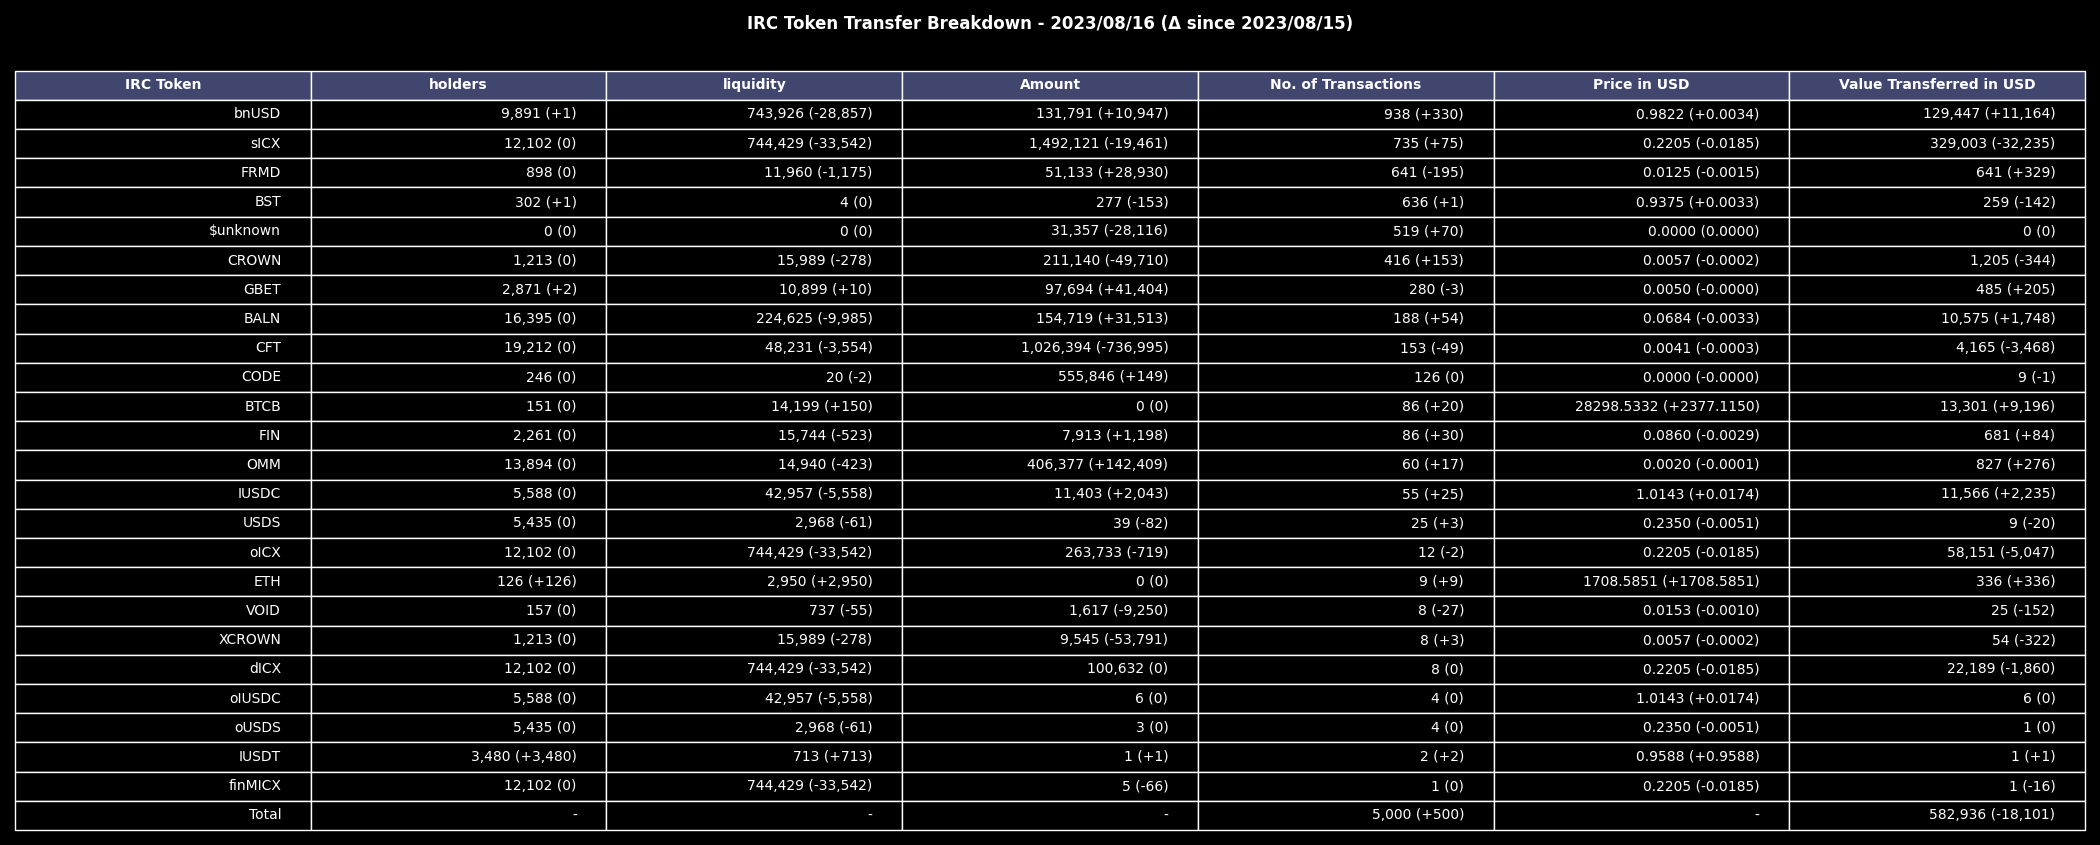 IRC Token Transfer Breakdown - 2023/08/16 (Δ since 2023/08/15)
IRC Token holders liquidity Amount No. of Transactions Price in USD Value Transferred in USD
bnUSD 9,891 (+1) 743,926 (-28,857) 131,791 (+10,947) 938 (+330) 0.9822 (+0.0034) 129,447 (+11,164)
sICX 12,102 (0) 744,429 (-33,542) 1,492,121 (-19,461) 735 (+75) 0.2205 (-0.0185) 329,003 (-32,235)
FRMD 898 (0) 11,960 (-1,175) 51,133 (+28,930) 641 (-195) 0.0125 (-0.0015) 641 (+329)
BST 302 (+1) 4 (0) 277 (-153) 636 (+1) 0.9375 (+0.0033) 259 (-142)
$unknown 0 (0) 0 (0) 31,357 (-28,116) 519 (+70) 0.0000 (0.0000) 0 (0)
CROWN 1,213 (0) 15,989 (-278) 211,140 (-49,710) 416 (+153) 0.0057 (-0.0002) 1,205 (-344)
GBET 2,871 (+2) 10,899 (+10) 97,694 (+41,404) 280 (-3) 0.0050 (-0.0000) 485 (+205)
BALN 16,395 (0) 224,625 (-9,985) 154,719 (+31,513) 188 (+54) 0.0684 (-0.0033) 10,575 (+1,748)
CFT 19,212 (0) 48,231 (-3,554) 1,026,394 (-736,995) 153 (-49) 0.0041 (-0.0003) 4,165 (-3,468)
CODE 246 (0) 20 (-2) 555,846 (+149) 126 (0) 0.0000 (-0.0000) 9 (-1)
BTCB 151 (0) 14,199 (+150) 0 (0) 86 (+20) 28298.5332 (+2377.1150) 13,301 (+9,196)
FIN 2,261 (0) 15,744 (-523) 7,913 (+1,198) 86 (+30) 0.0860 (-0.0029) 681 (+84)
OMM 13,894 (0) 14,940 (-423) 406,377 (+142,409) 60 (+17) 0.0020 (-0.0001) 827 (+276)
IUSDC 5,588 (0) 42,957 (-5,558) 11,403 (+2,043) 55 (+25) 1.0143 (+0.0174) 11,566 (+2,235)
USDS 5,435 (0) 2,968 (-61) 39 (-82) 25 (+3) 0.2350 (-0.0051) 9 (-20)
oICX 12,102 (0) 744,429 (-33,542) 263,733 (-719) 12 (-2) 0.2205 (-0.0185) 58,151 (-5,047)
ETH 126 (+126) 2,950 (+2,950) 0 (0) 9 (+9) 1708.5851 (+1708.5851) 336 (+336)
VOID 157 (0) 737 (-55) 1,617 (-9,250) 8 (-27) 0.0153 (-0.0010) 25 (-152)
XCROWN 1,213 (0) 15,989 (-278) 9,545 (-53,791) 8 (+3) 0.0057 (-0.0002) 54 (-322)
dICX 12,102 (0) 744,429 (-33,542) 100,632 (0) 8 (0) 0.2205 (-0.0185) 22,189 (-1,860)
oIUSDC 5,588 (0) 42,957 (-5,558) 6 (0) 4 (0) 1.0143 (+0.0174) 6 (0)
oUSDS 5,435 (0) 2,968 (-61) 3 (0) 4 (0) 0.2350 (-0.0051) 1 (0)
IUSDT 3,480 (+3,480) 713 (+713) 1 (+1) 2 (+2) 0.9588 (+0.9588) 1 (+1)
finMICX 12,102 (0) 744,429 (-33,542) 5 (-66) 1 (0) 0.2205 (-0.0185) 1 (-16)
Total - - - 5,000 (+500) - 582,936 (-18,101)